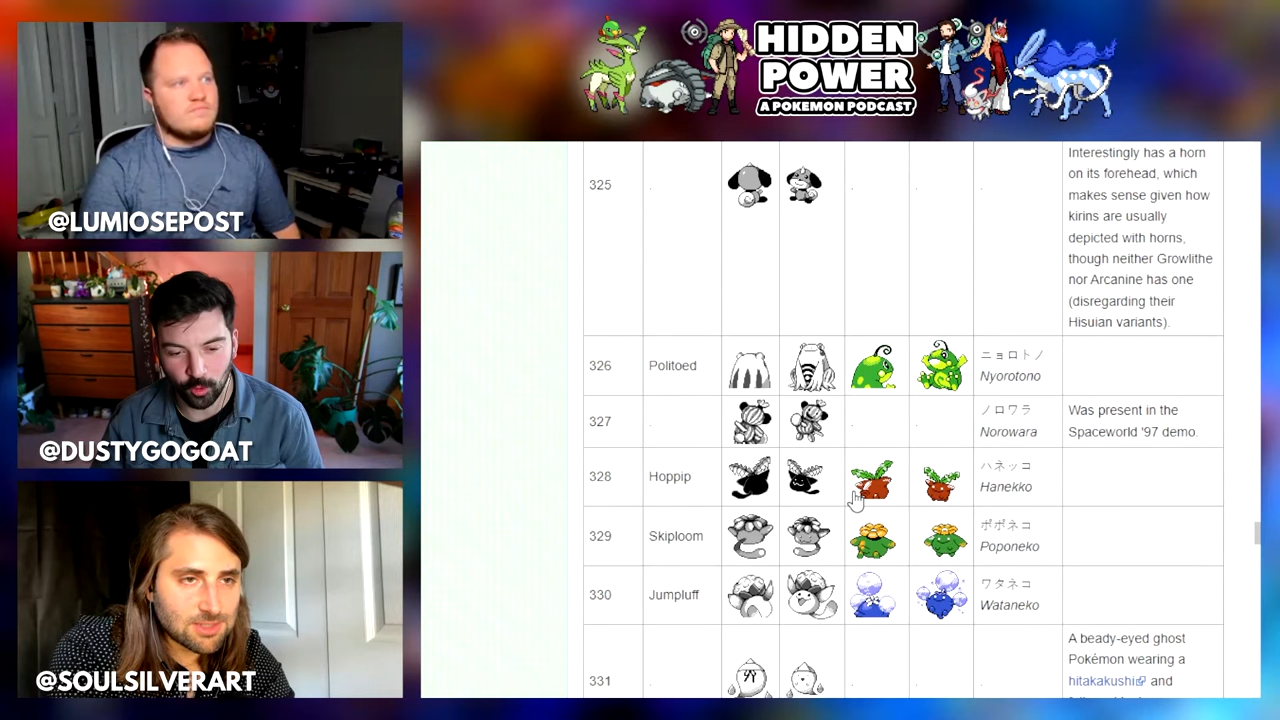 HIDDEN
POWER
A POKEMON PODCAST
@LUMIOSEPOST
@DUSTYGOGOAT
@SOULSILVERART
325
Interestingly has a horn
on its forehead, which
makes sense given how
kirins are usually
depicted with horns,
though neither Growlithe
nor Arcanine has one
(disregarding their
Hisuian variants).
326 Politoed ニョロトノ
Nyorotono
327 ノロワラ Was present in the
Norowara Spaceworld '97 demo.
328 Hoppip ハネッコ
Hanekko
329 Skiploom ポポネコ
Poponeko
330 Jumpluff ワタネコ
Wataneko
A beady-eyed ghost
Pokémon wearing a
331 hitakakushi and